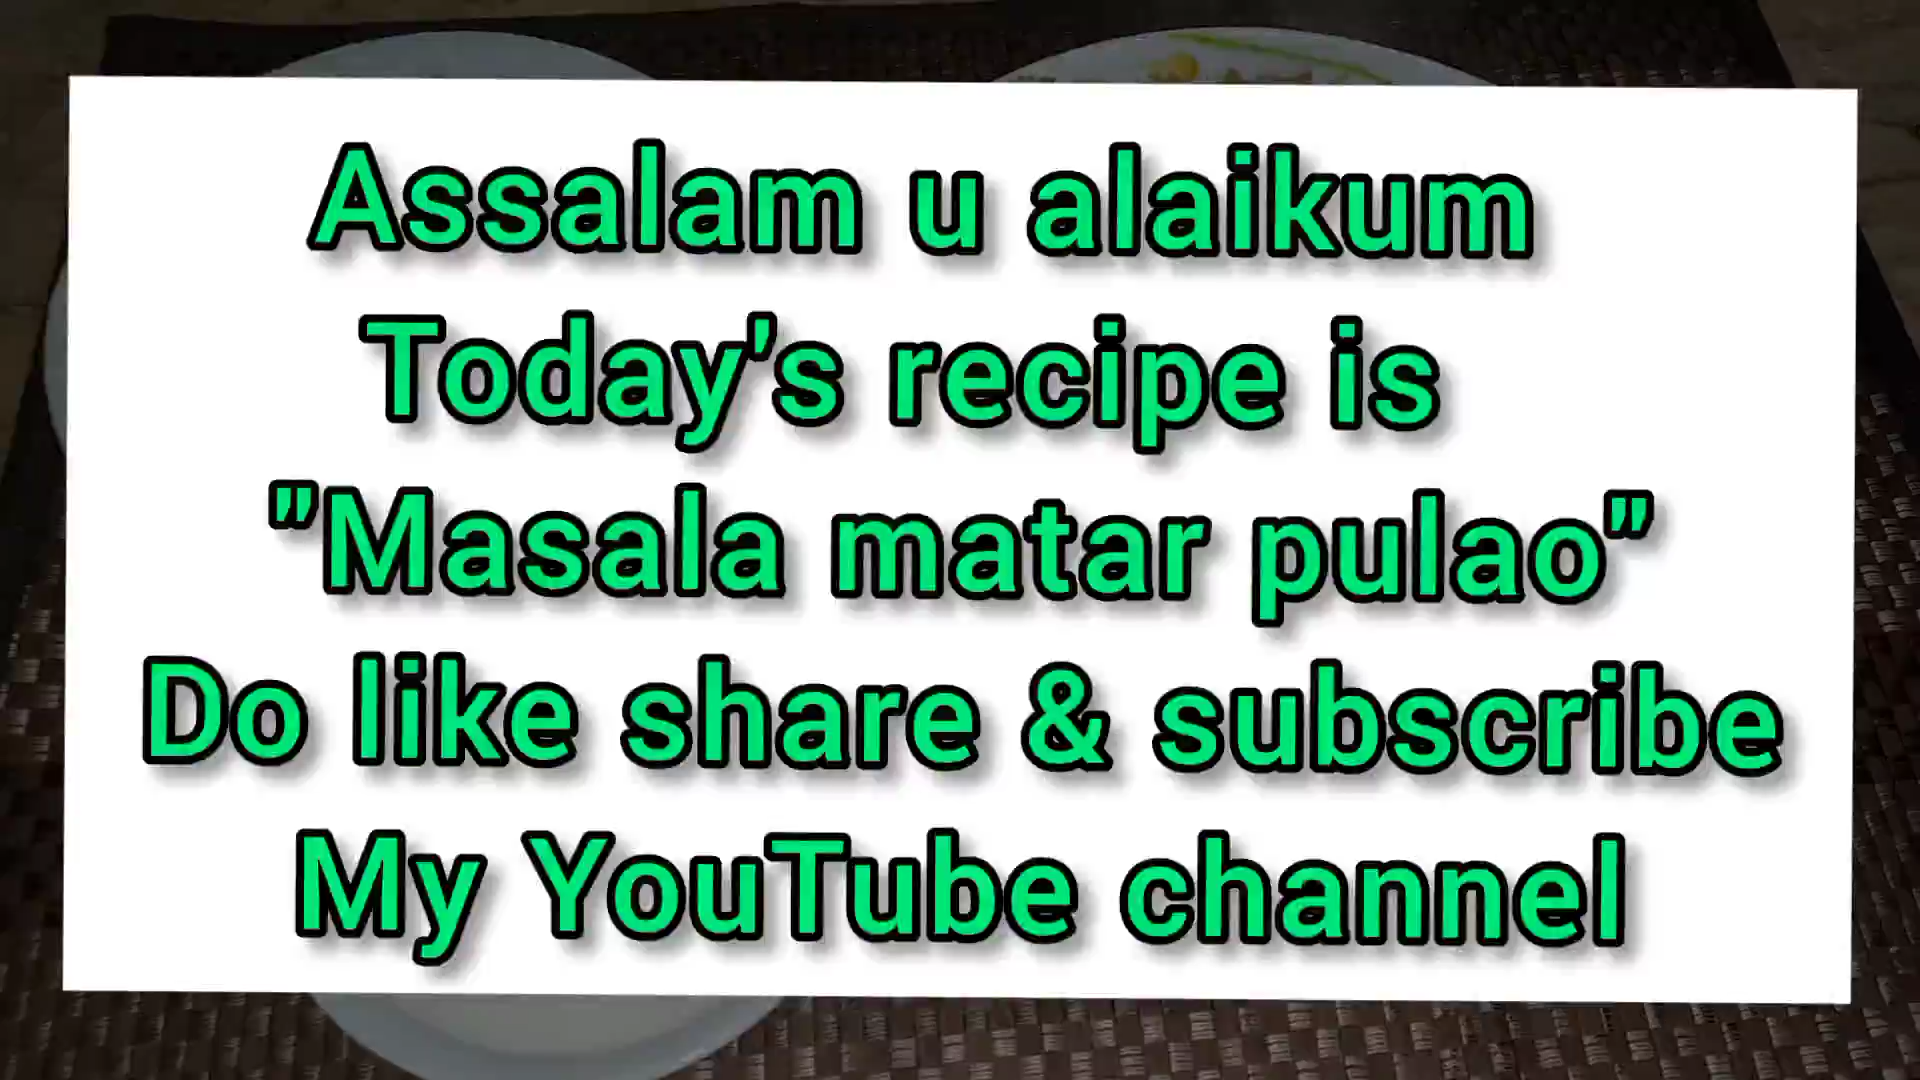 Assalam u alaikum
Today's recipe is
"Masala matar pulao"
Do like share & subscribe
My YouTube channel